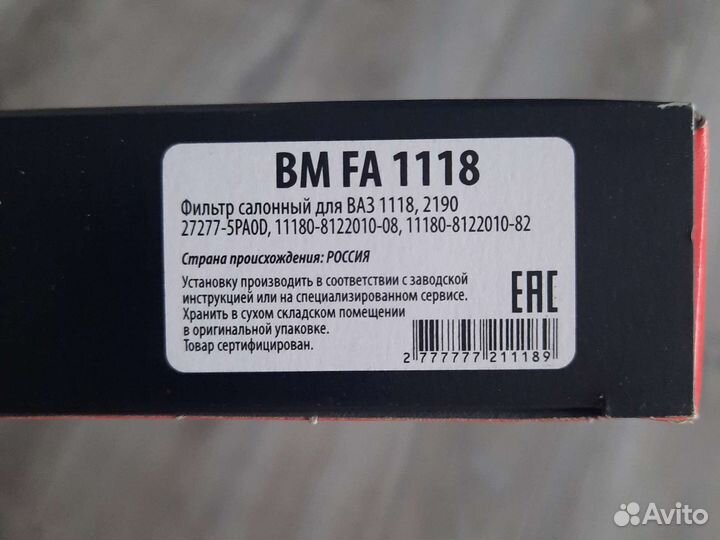 BM FA 1118
Фильтр салонный для ВАЗ 1118, 2190
27277-5PA0D, 11180-8122010-08, 11180-8122010-82
Страна происхождения: РОССИЯ
Установку производить в соответствии с заводской
инструкцией или на специализированном сервисе.
Хранить в сухом складском помещении
в оригинальной упаковке.
Товар сертифицирован.
EAC
2 777777 211189
Avito